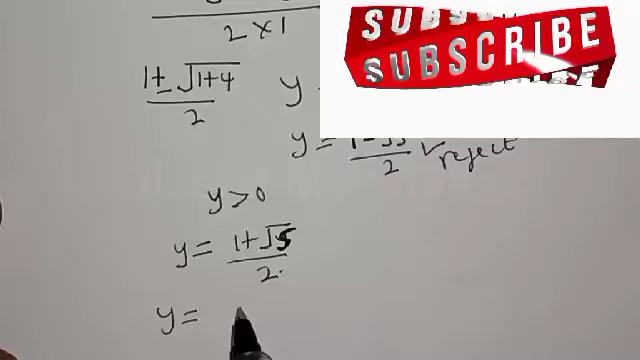 2×1
SUBSCRIBE
SUBSCRIBE
1±√1+4
2
y
y = 1-√5
2
reject
y>0
y = 1+√5
2.
y =